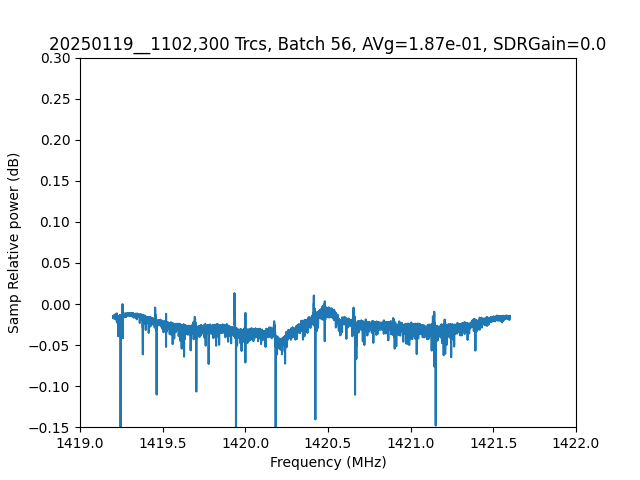 20250119__1102,300 Trcs, Batch 56, AVg=1.87e-01, SDRGain=0.0
Samp Relative power (dB)
0.30
0.25
0.20
0.15
0.10
0.05
0.00
−0.05
−0.10
−0.15
1419.0 1419.5 1420.0 1420.5 1421.0 1421.5 1422.0
Frequency (MHz)